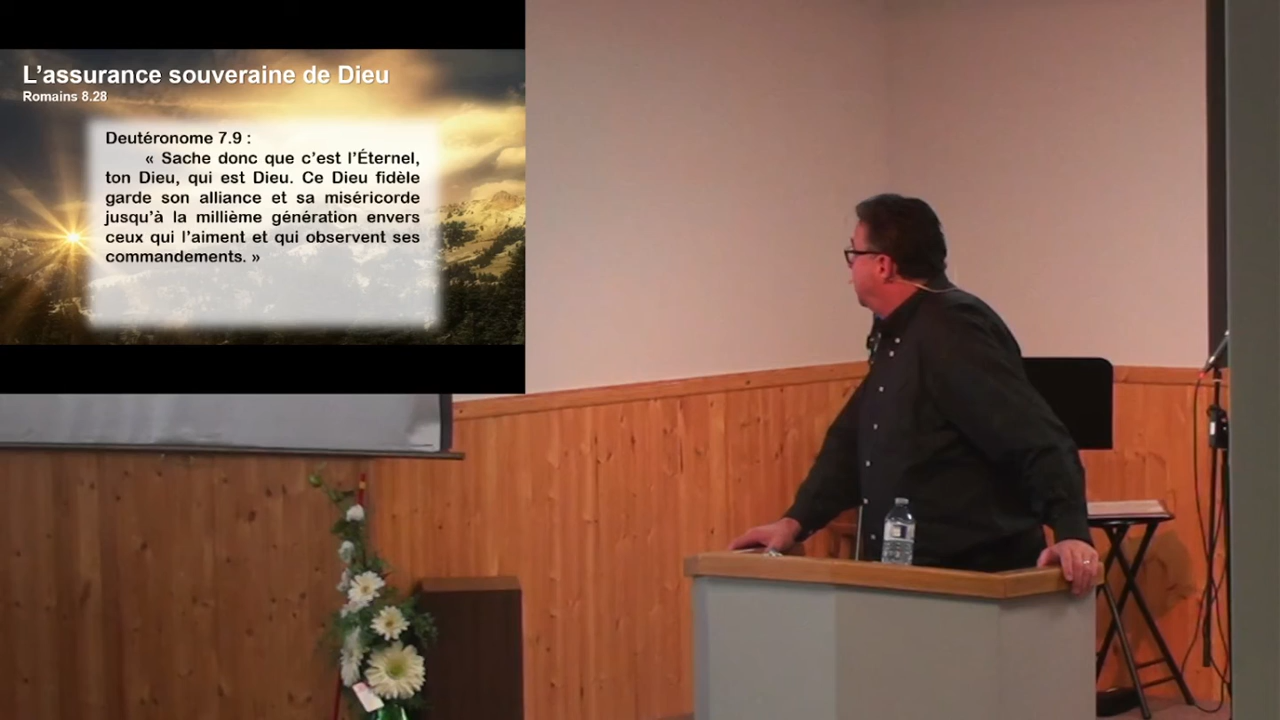 L'assurance souveraine de Dieu
Romains 8.28
Deutéronome 7.9 :
« Sache donc que c'est l'Éternel,
ton Dieu, qui est Dieu. Ce Dieu fidèle
garde son alliance et sa miséricorde
jusqu'à la millième génération envers
ceux qui l'aiment et qui observent ses
commandements. »